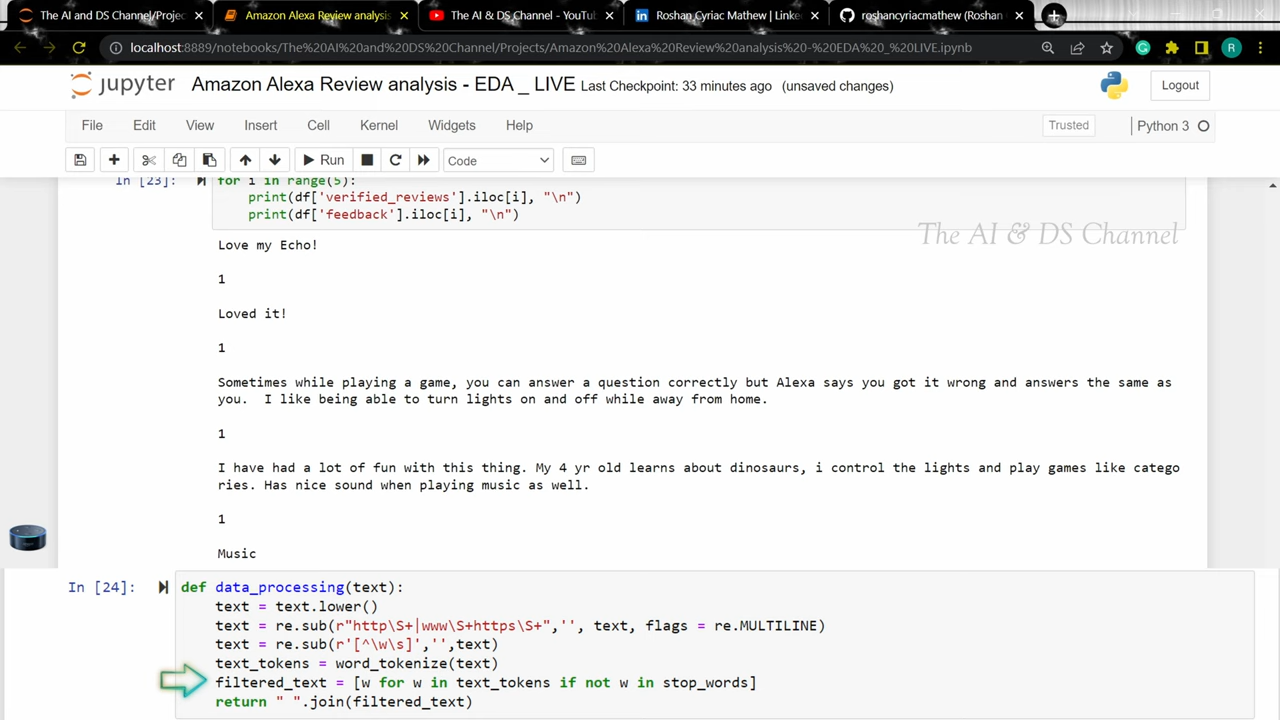 The AI and DS Channel/Projec
Amazon Alexa Review analysis
The AI & DS Channel - YouTu
Roshan Cyriac Mathew | Linke
roshancyriacmathew (Roshan
localhost:8889/notebooks/The%20AI%20and%20DS%20Channel/Projects/Amazon%20Alexa%20Review%20analysis%20-%20EDA%20_%20LIVE.ipynb
R
jupyter Amazon Alexa Review analysis - EDA _ LIVE Last Checkpoint: 33 minutes ago (unsaved changes)
Logout
File Edit View Insert Cell Kernel Widgets Help
Trusted
Python 3
Run
Code
In [23]:
for i in range(5):
print(df['verified_reviews'].iloc[i], "\n")
print(df['feedback'].iloc[i], "\n")
The AI & DS Channel
Love my Echo!
1
Loved it!
1
Sometimes while playing a game, you can answer a question correctly but Alexa says you got it wrong and answers the same as
you.  I like being able to turn lights on and off while away from home.
1
I have had a lot of fun with this thing. My 4 yr old learns about dinosaurs, i control the lights and play games like catego
ries. Has nice sound when playing music as well.
1
Music
In [24]:
def data_processing(text):
text = text.lower()
text = re.sub(r"http\S+|www\S+https\S+",'', text, flags = re.MULTILINE)
text = re.sub(r'[^\w\s]','',text)
text_tokens = word_tokenize(text)
filtered_text = [w for w in text_tokens if not w in stop_words]
return " ".join(filtered_text)